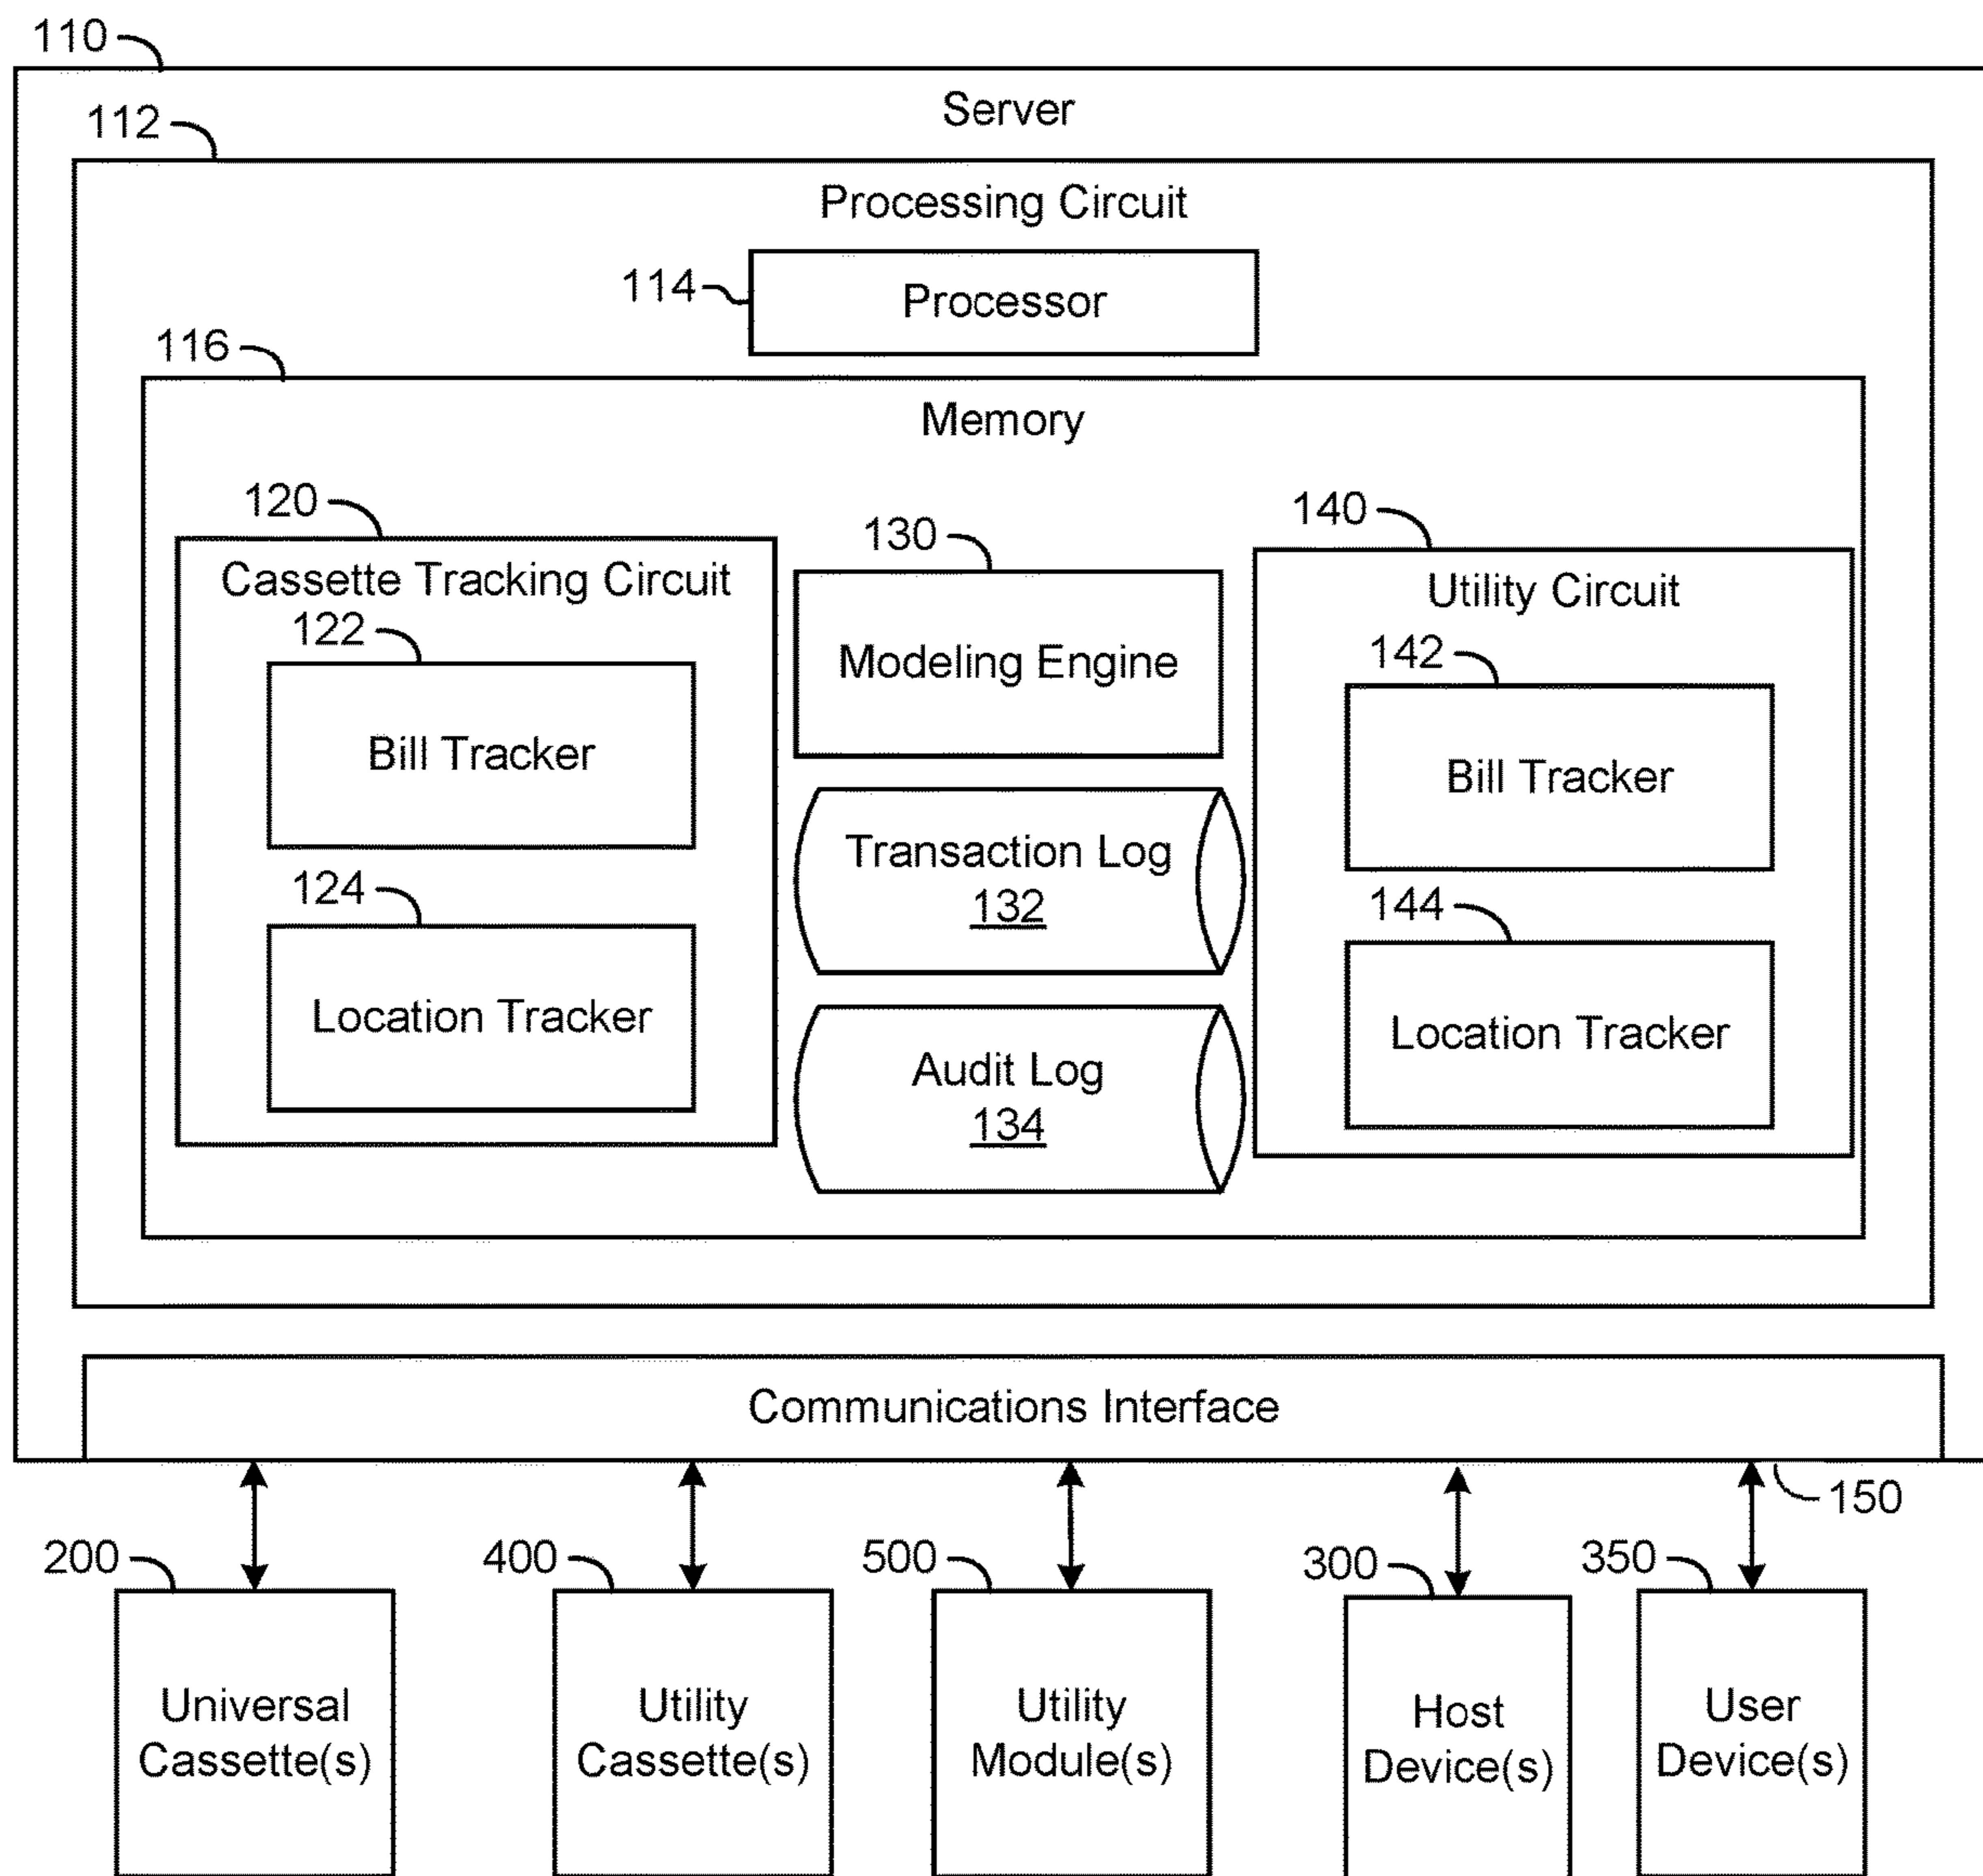 110
Server
112
Processing Circuit
114
Processor
116
Memory
120
Cassette Tracking Circuit
122
Bill Tracker
124
Location Tracker
130
Modeling Engine
Transaction Log
132
Audit Log
134
140
Utility Circuit
142
Bill Tracker
144
Location Tracker
Communications Interface
150
200
Universal
Cassette(s)
400
Utility
Cassette(s)
500
Utility
Module(s)
300
Host
Device(s)
350
User
Device(s)